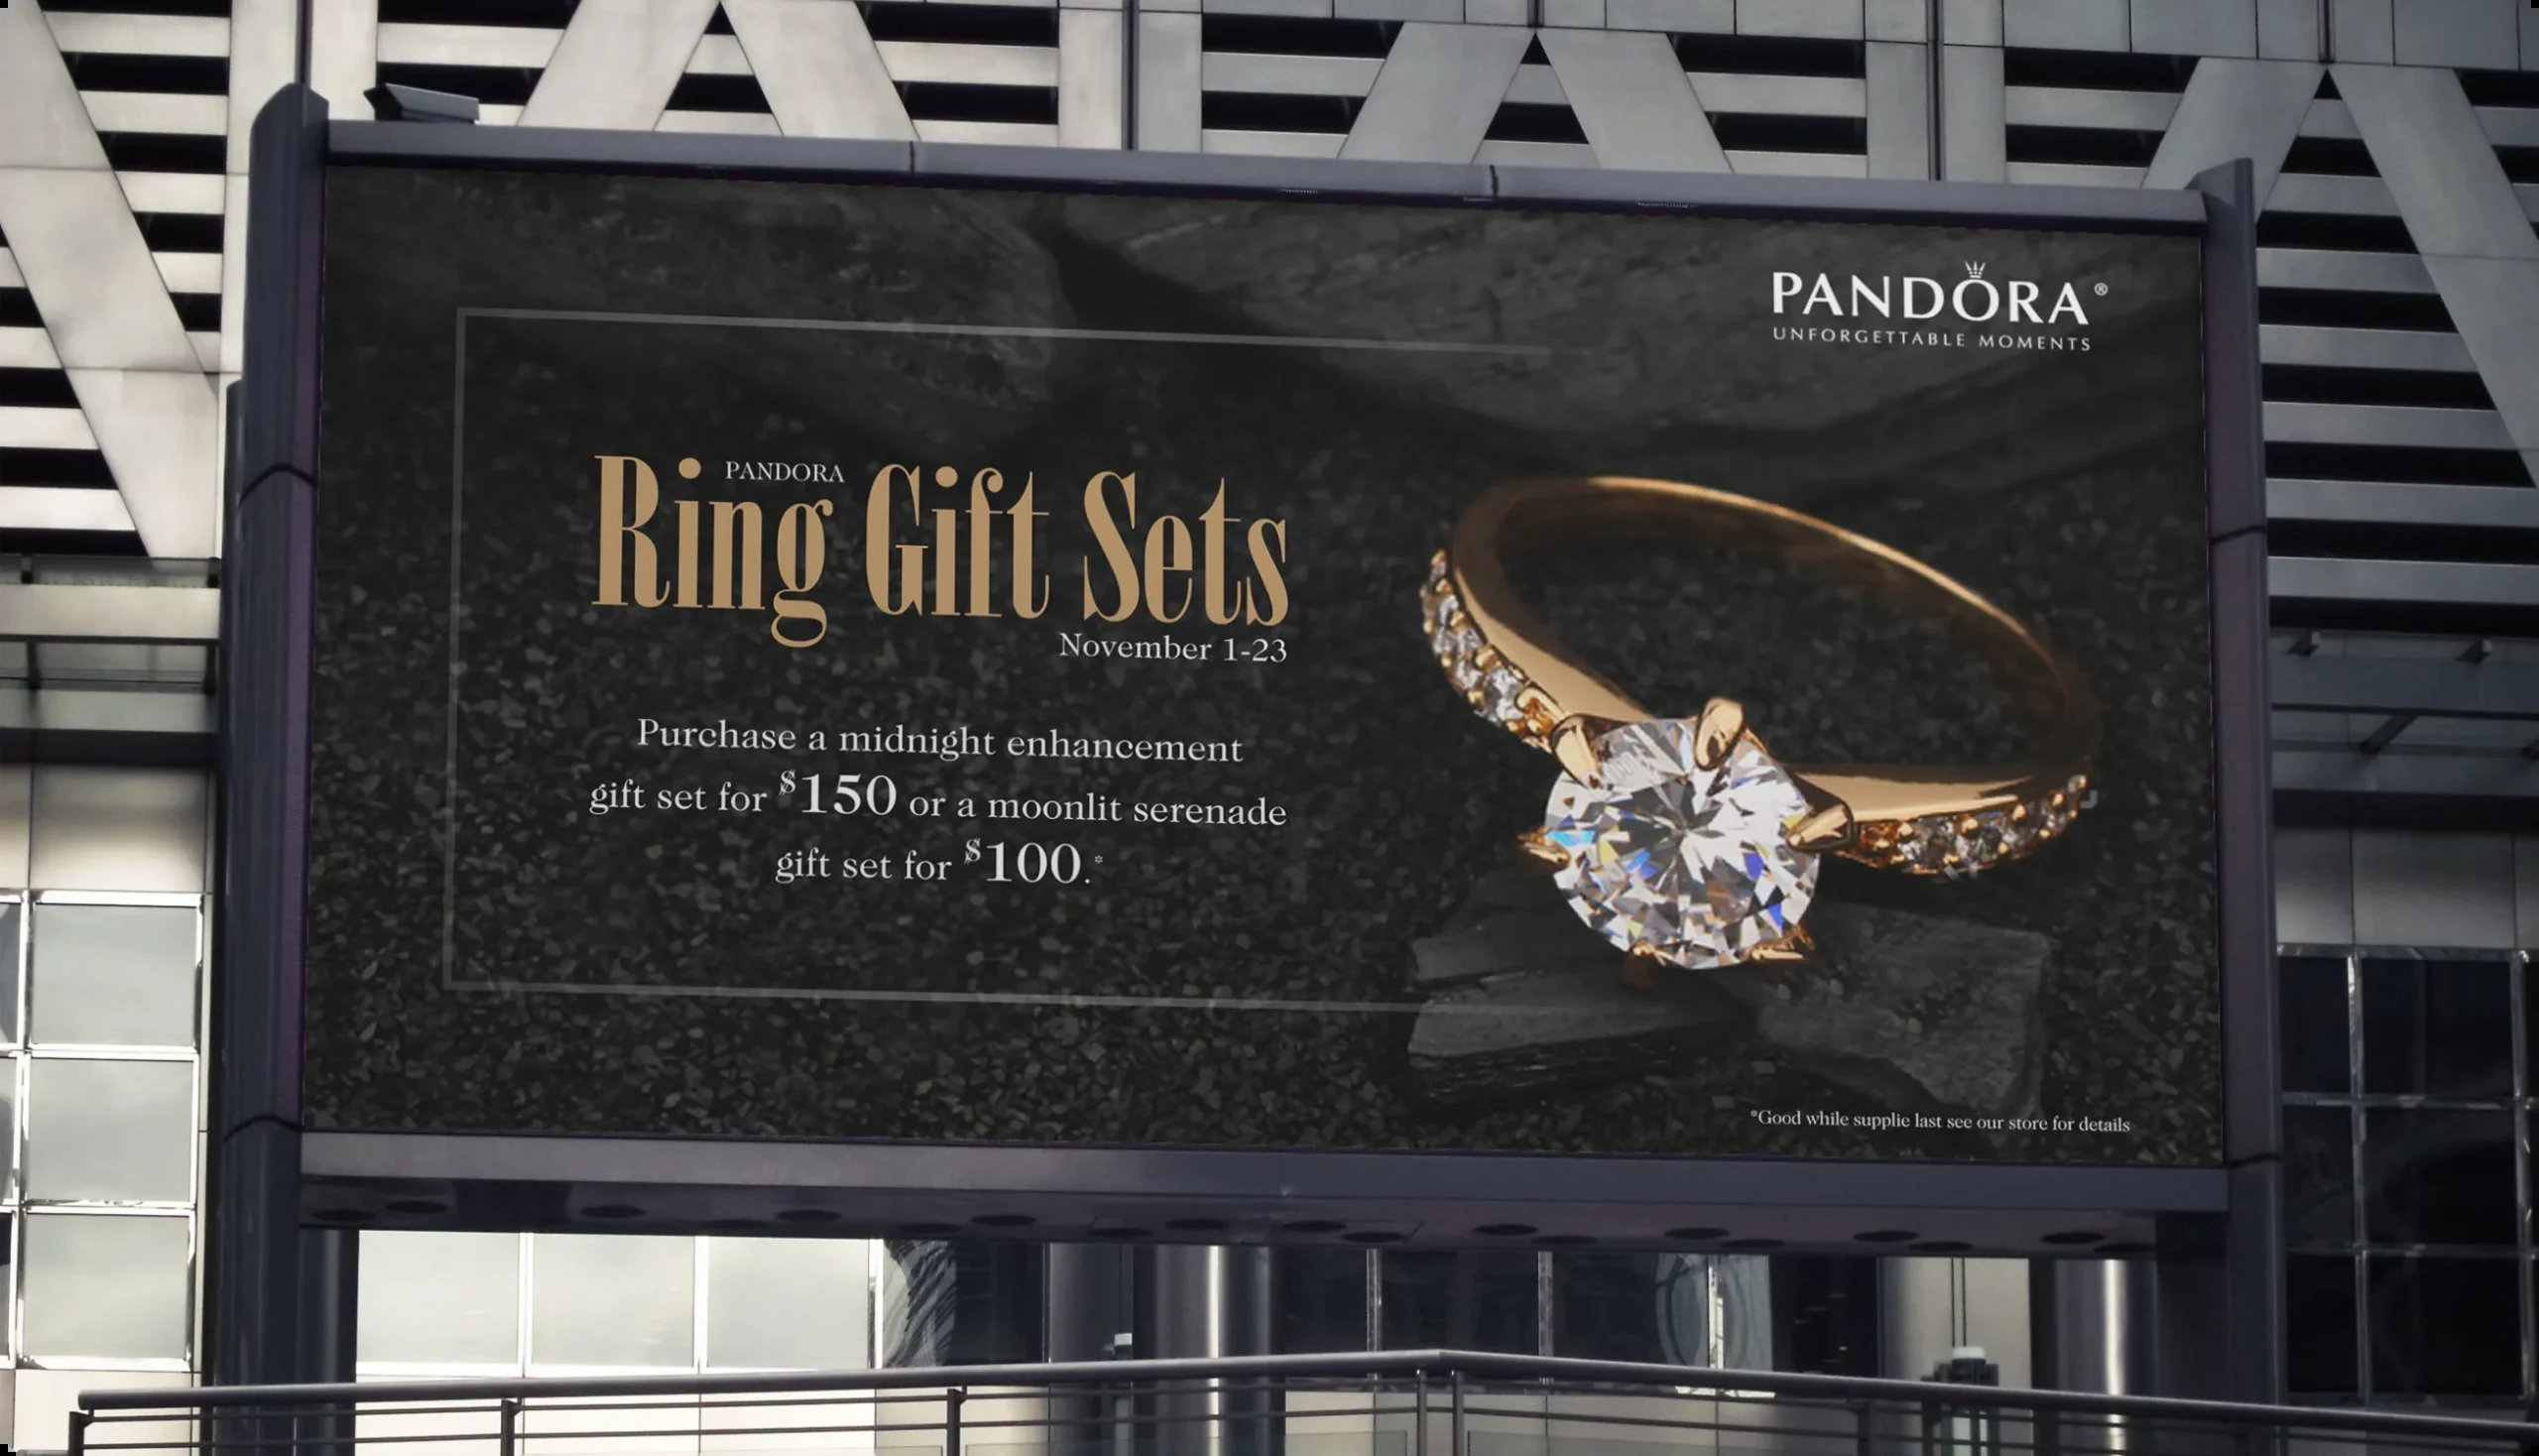 PANDORA®
UNFORGETTABLE MOMENTS
PANDORA
Ring Gift Sets
November 1-23
Purchase a midnight enhancement
gift set for $150 or a moonlit serenade
gift set for $100.*
*Good while supplie last see our store for details